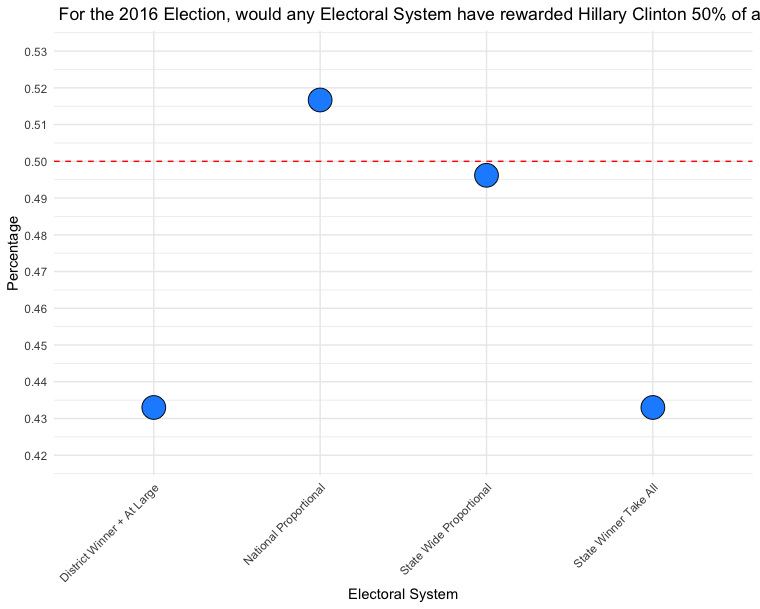 For the 2016 Election, would any Electoral System have rewarded Hillary Clinton 50% of a
0.53
0.52
0.51
0.50
0.49
0.48
0.47
0.46
0.45
0.44
0.43
0.42
Percentage
District Winner + At Large
National Proportional
State Wide Proportional
State Winner Take All
Electoral System